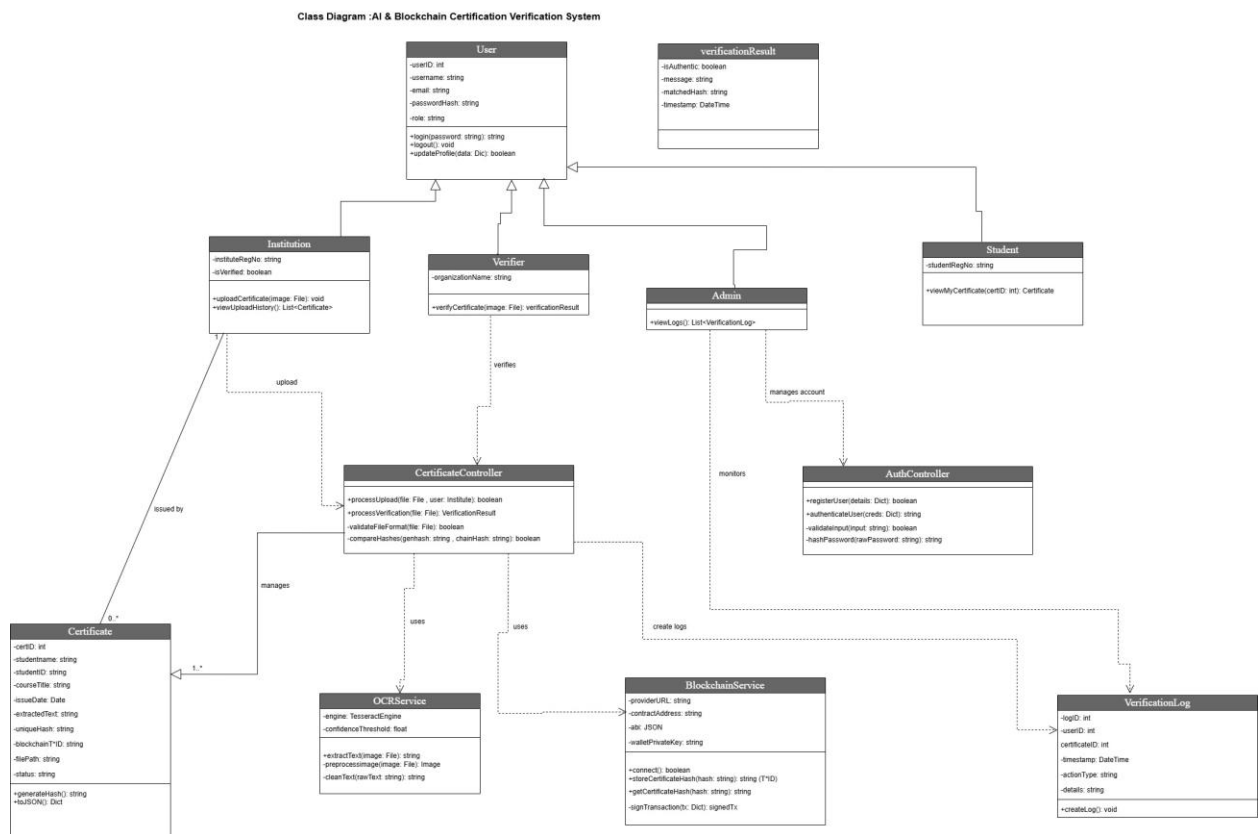 Class Diagram :AI & Blockchain Certification Verification System
User
-userID: int
-username: string
-email: string
-passwordHash: string
-role: string
+login(password: string): string
+logout(): void
+updateProfile(data: Dic): boolean
verificationResult
-isAuthentic: boolean
-message: string
-matchedHash: string
-timestamp: DateTime
Institution
-instituteRegNo: string
-isVerified: boolean
+uploadCertificate(image: File): void
+viewUploadHistory(): List<Certificate>
Verifier
-organizationName: string
+verifyCertificate(image: File): verificationResult
Admin
+viewLogs(): List<VerificationLog>
Student
-studentRegNo: string
+viewMyCertificate(certID: int): Certificate
1
upload
verifies
manages account
monitors
issued by
CertificateController
+processUpload(file: File , user: Institute): boolean
+processVerification(file: File): VerificationResult
-validateFileFormat(file: File): boolean
-compareHashes(genhash: string , chainHash: string): boolean
AuthController
+registerUser(details: Dict): boolean
+authenticateUser(creds: Dict): string
-validateInput(input: string): boolean
-hashPassword(rawPassword: string): string
manages
0..*
1..*
uses
uses
create logs
Certificate
-certID: int
-studentname: string
-studentID: string
-courseTitle: string
-issueDate: Date
-extractedText: string
-uniqueHash: string
-blockchainT*ID: string
-filePath: string
-status: string
+generateHash(): string
+toJSON(): Dict
OCRService
-engine: TesseractEngine
-confidenceThreshold: float
+extractText(image: File): string
-preprocessimage(image: File): Image
-cleanText(rawText: string): string
BlockchainService
-providerURL: string
-contractAddress: string
-abi: JSON
-walletPrivateKey: string
+connect(): boolean
+storeCertificateHash(hash: string): string (T*ID)
+getCertificateHash(hash: string): string
-signTransaction(tx: Dict): signedTx
VerificationLog
-logID: int
-userID: int
certificateID: int
-timestamp: DateTime
-actionType: string
-details: string
+createLog(): void